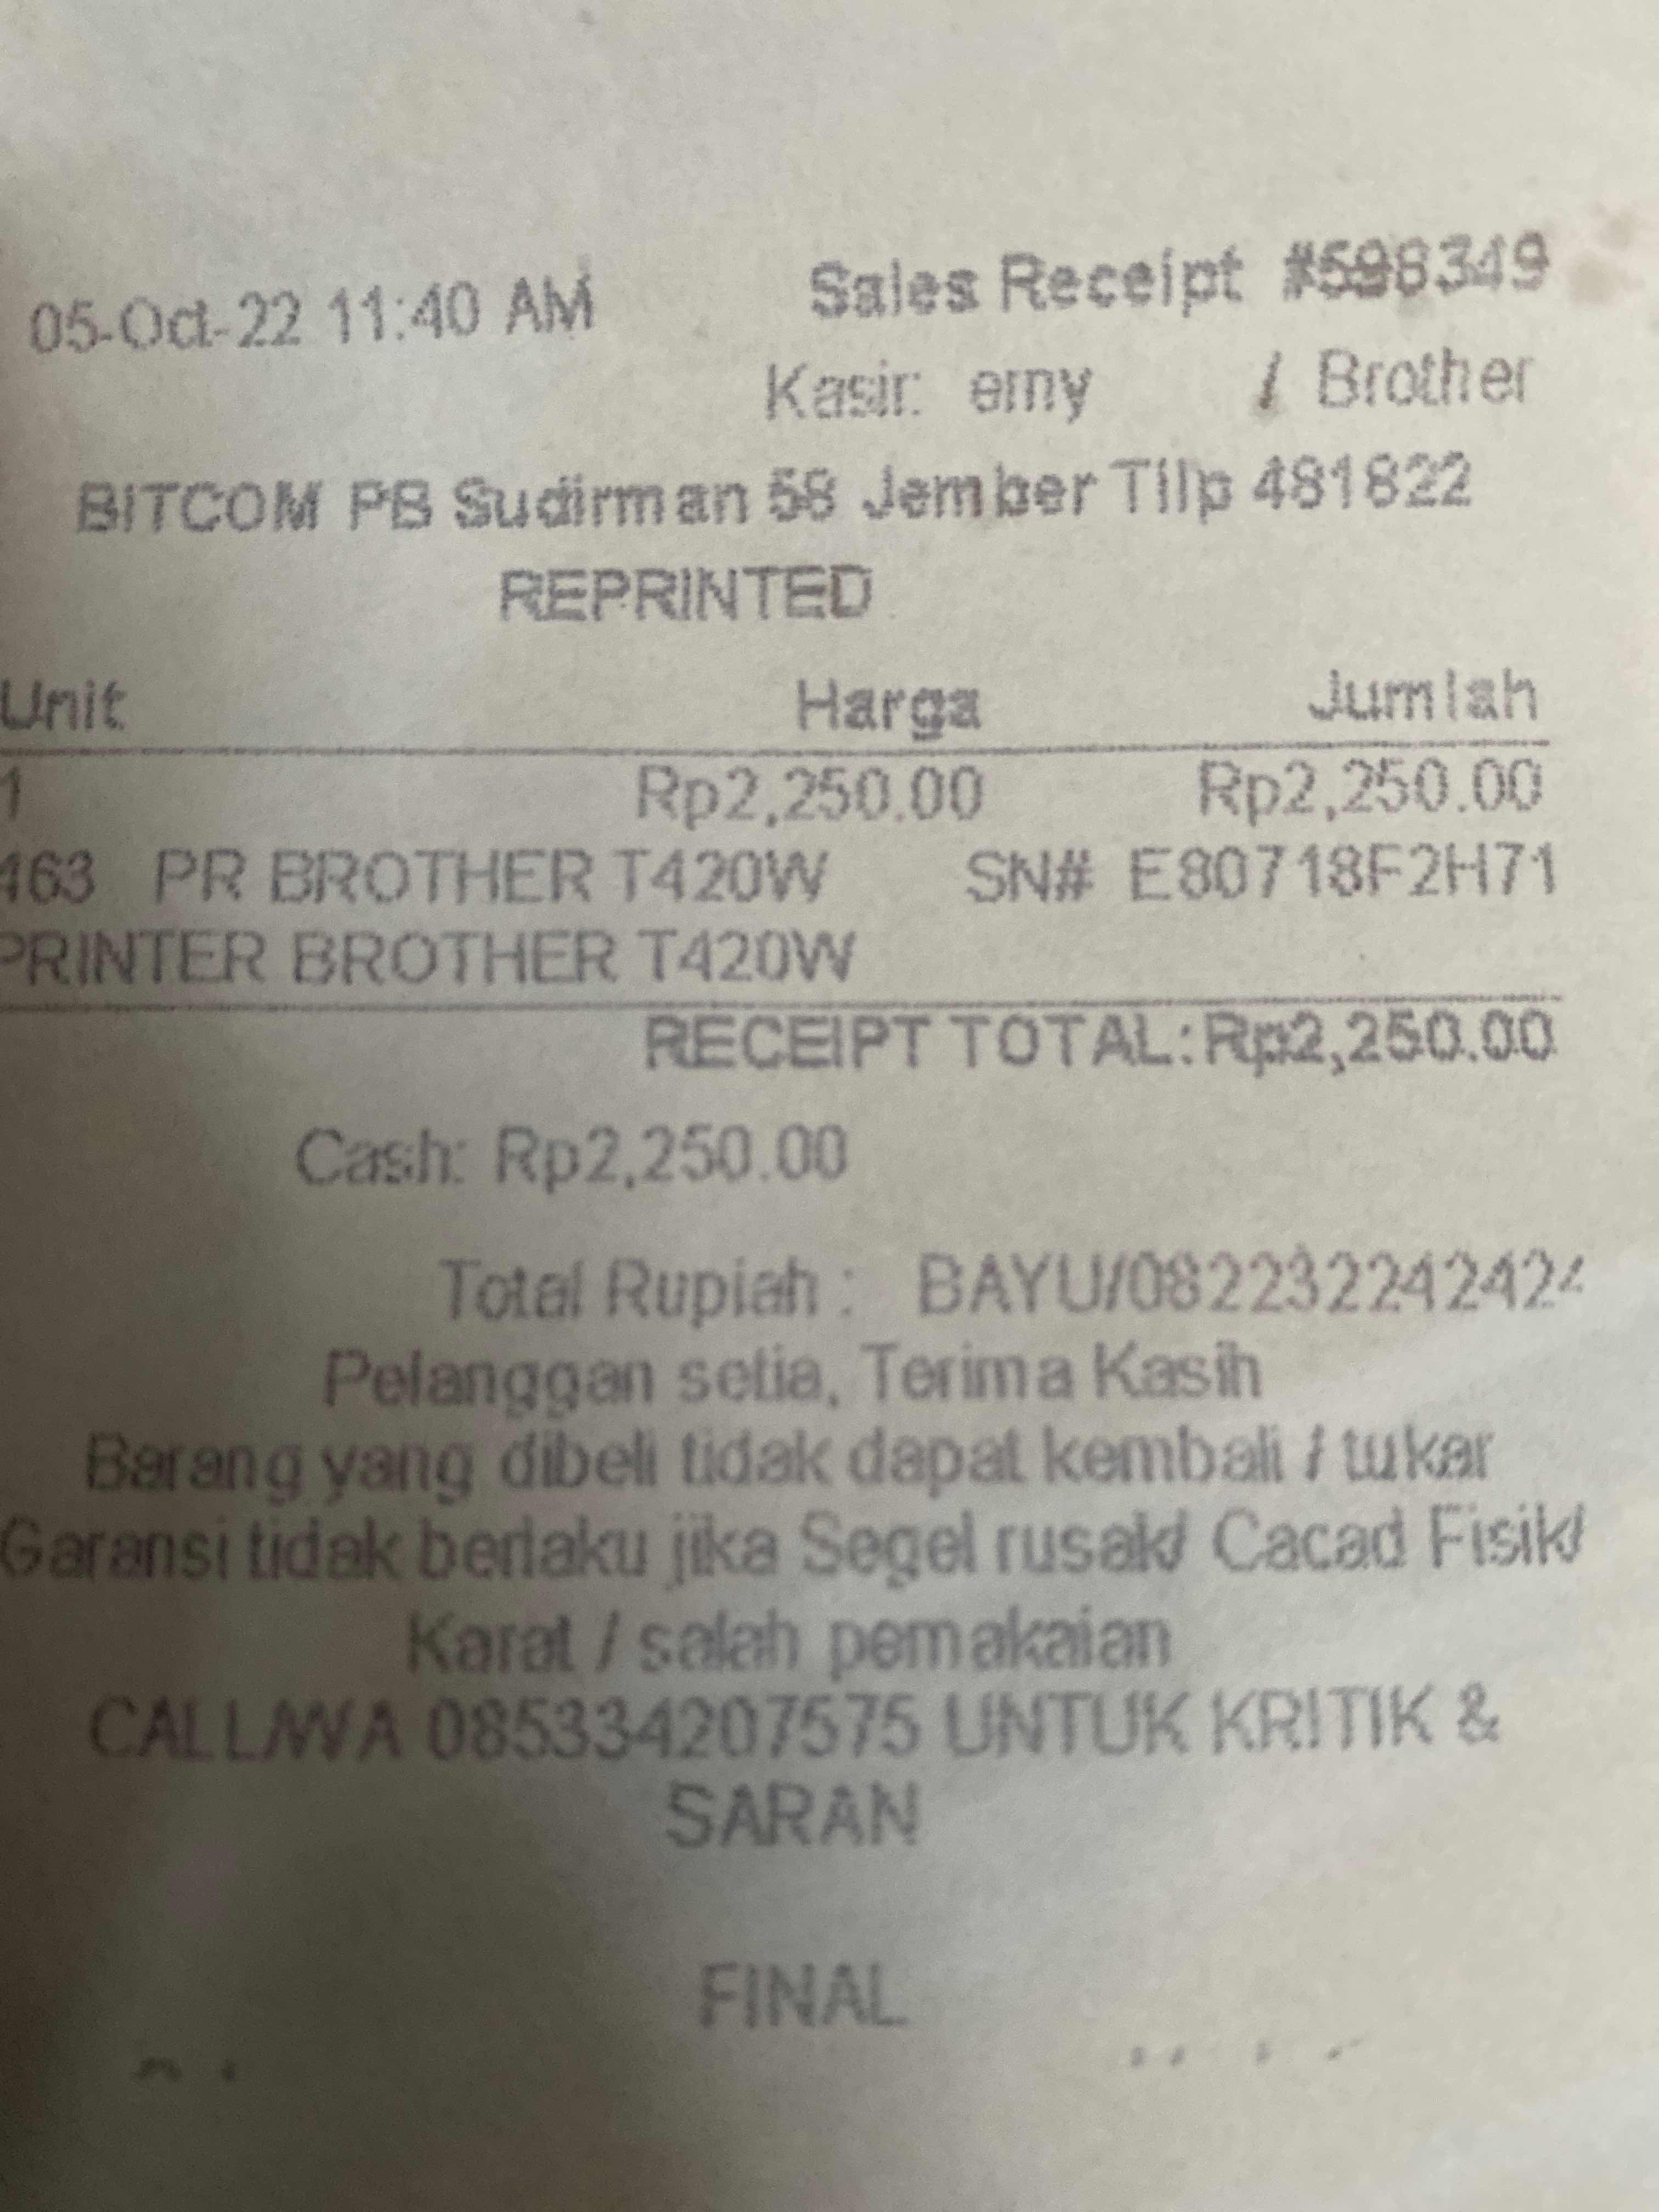 05-Oct-22 11:40 AM Sales Receipt #598349
Kasir: emy / Brother
BITCOM PB Sudirman 58 Jember Tllp 481822
REPRINTED
Unit Harga Jumlah
1 Rp2,250.00 Rp2,250.00
463 PR BROTHER T420W SN# E80718F2H71
PRINTER BROTHER T420W
RECEIPT TOTAL: Rp2,250.00
Cash: Rp2,250.00
Total Rupiah : BAYU/082232242424
Pelanggan setia, Terima Kasih
Barang yang dibeli tidak dapat kembali / tukar
Garansi tidak berlaku jika Segel rusak/ Cacad Fisik/
Karat / salah pemakaian
CALL/WA 085334207575 UNTUK KRITIK &
SARAN
FINAL